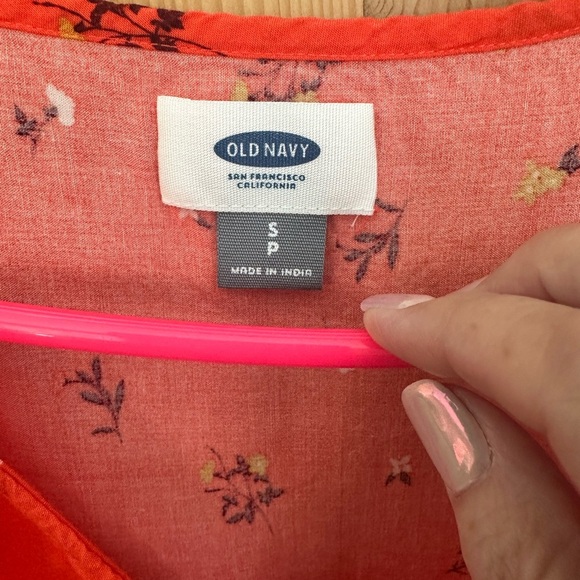 OLD NAVY
SAN FRANCISCO
CALIFORNIA
S
P
MADE IN INDIA